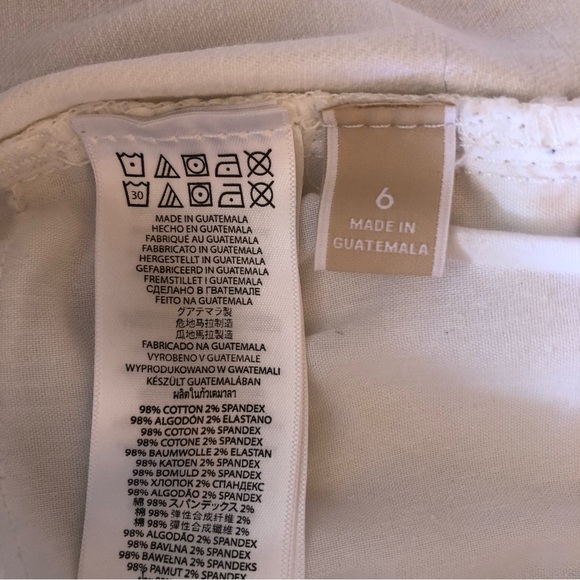 30
MADE IN GUATEMALA
HECHO EN GUATEMALA
FABRIQUÉ AU GUATEMALA
FABBRICATO IN GUATEMALA
HERGESTELLT IN GUATEMALA
GEFABRICEERD IN GUATEMALA
FREMSTILLET I GUATEMALA
СДЕЛАНО В ГВАТЕМАЛЕ
FEITO NA GUATEMALA
グアテマラ製
危地马拉制造
瓜地馬拉製造
FABRICADO NA GUATEMALA
VYROBENO V GUATEMALE
WYPRODUKOWANO W GWATEMALI
KÉSZÜLT GUATEMALÁBAN
ผลิตในกัวเตมาลา
98% COTTON 2% SPANDEX
98% ALGODÓN 2% ELASTANO
98% COTON 2% SPANDEX
98% COTONE 2% SPANDEX
98% BAUMWOLLE 2% ELASTAN
98% KATOEN 2% SPANDEX
98% BOMULD 2% SPANDEX
98% ХЛОПОК 2% СПАНДЕКС
98% ALGODÃO 2% SPANDEX
綿 98% スパンデックス 2%
棉 98% 弹性合成纤维 2%
棉 98% 彈性合成纖維 2%
98% ALGODÃO 2% SPANDEX
98% BAVLNA 2% SPANDEX
98% BAWEŁNA 2% SPANDEKS
98% PAMUT 2% SPANDEX
6
MADE IN
GUATEMALA